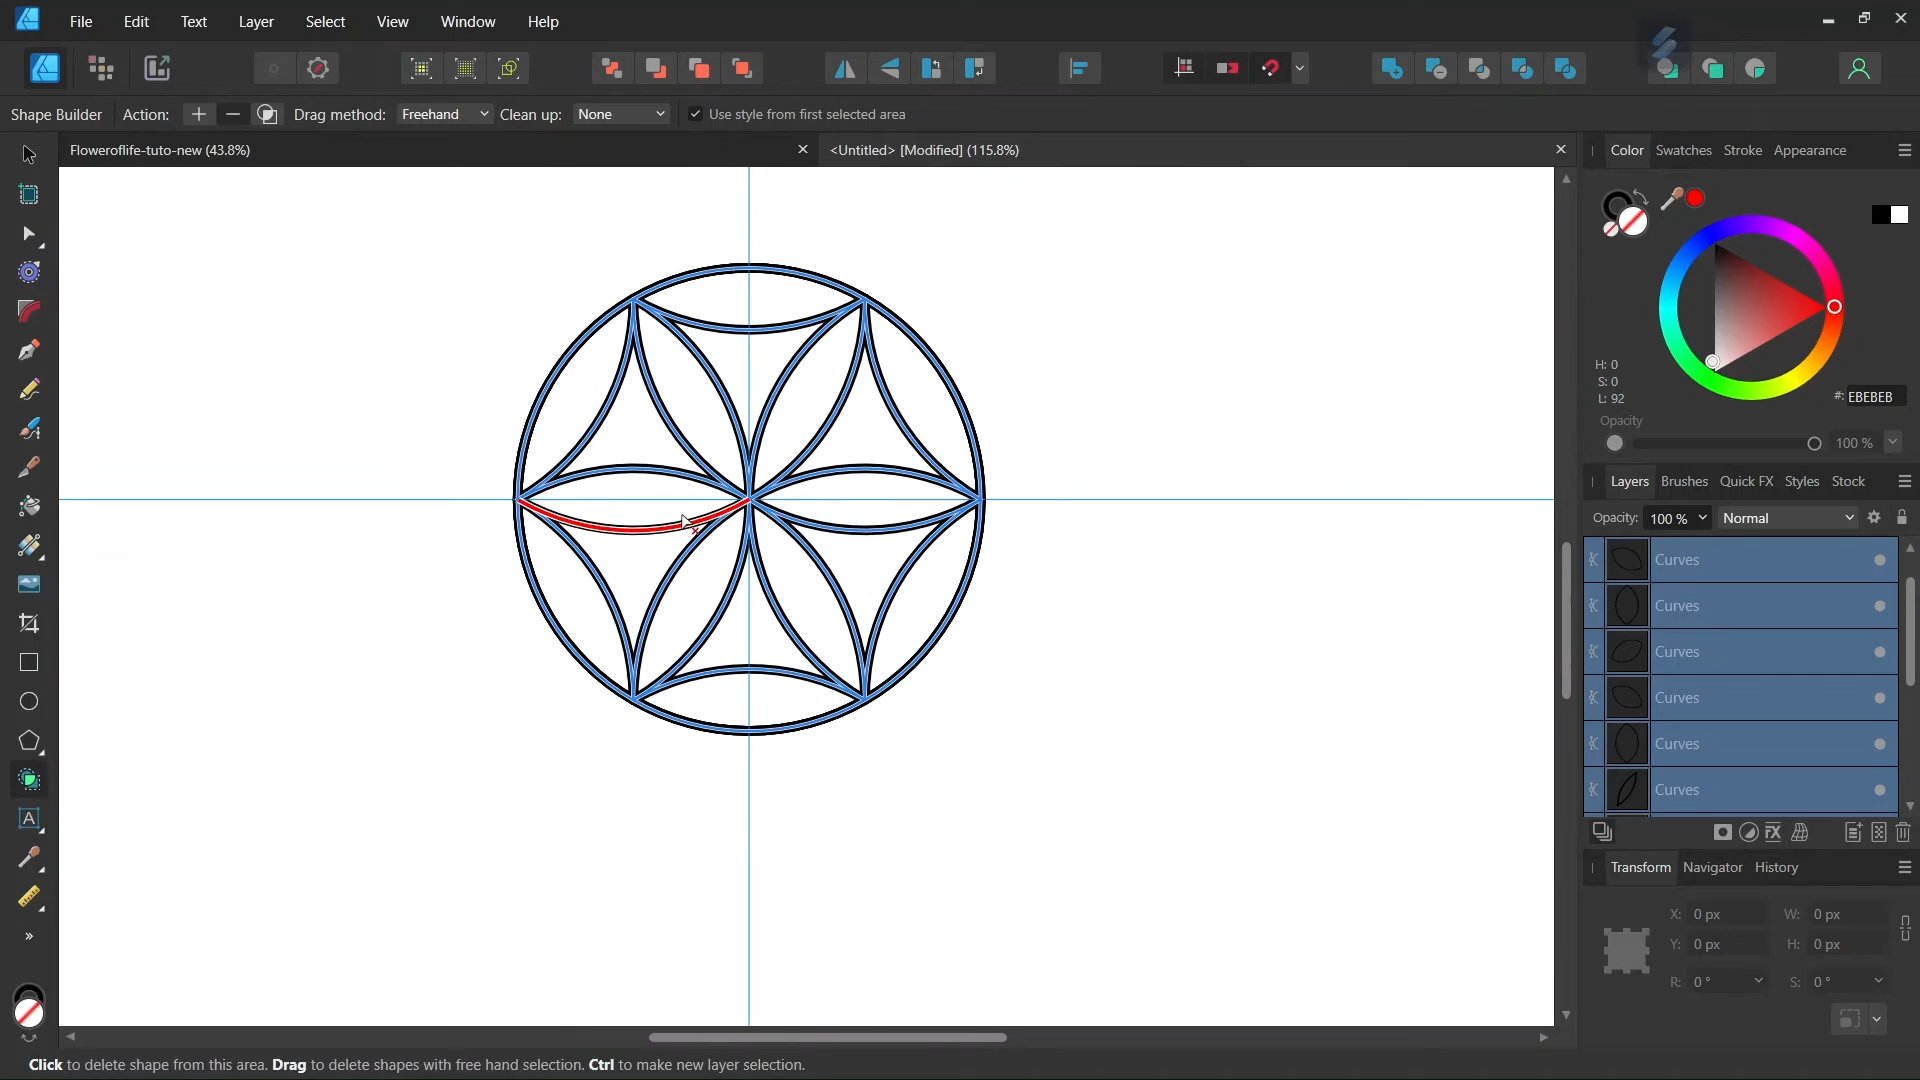 File Edit Text Layer Select View Window Help
Shape Builder Action: Drag method: Freehand Clean up: None Use style from first selected area
Floweroflife-tuto-new (43.8%)
<Untitled> [Modified] (115.8%)
Color Swatches Stroke Appearance
H: 0
S: 0
L: 92
#: EBEBEB
Opacity
100 %
Layers Brushes Quick FX Styles Stock
Opacity: 100 % Normal
Curves
Curves
Curves
Curves
Curves
Curves
Transform Navigator History
X: 0 px W: 0 px
Y: 0 px H: 0 px
R: 0 ° S: 0 °
Click to delete shape from this area. Drag to delete shapes with free hand selection. Ctrl to make new layer selection.